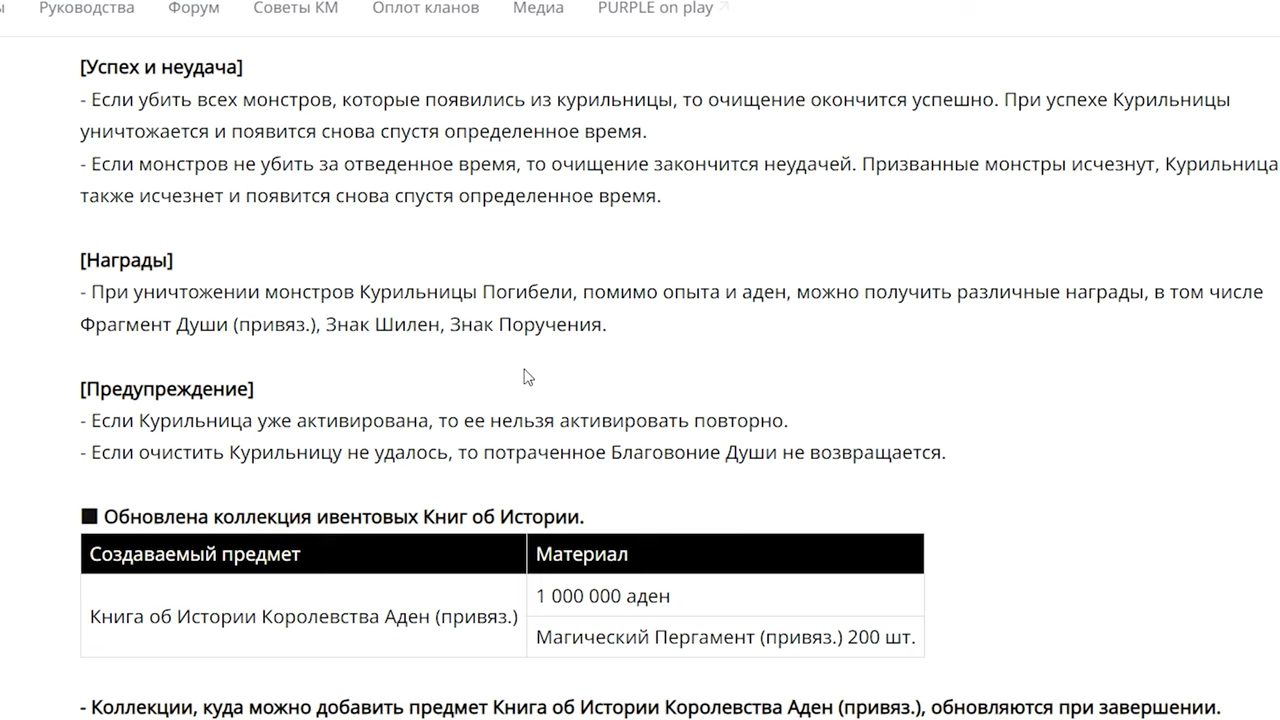 ы Руководства Форум Советы КМ Оплот кланов Медиа PURPLE on play
[Успех и неудача]
- Если убить всех монстров, которые появились из курильницы, то очищение окончится успешно. При успехе Курильницы
уничтожается и появится снова спустя определенное время.
- Если монстров не убить за отведенное время, то очищение закончится неудачей. Призванные монстры исчезнут, Курильница
также исчезнет и появится снова спустя определенное время.
[Награды]
- При уничтожении монстров Курильницы Погибели, помимо опыта и аден, можно получить различные награды, в том числе
Фрагмент Души (привяз.), Знак Шилен, Знак Поручения.
[Предупреждение]
- Если Курильница уже активирована, то ее нельзя активировать повторно.
- Если очистить Курильницу не удалось, то потраченное Благовоние Души не возвращается.
■ Обновлена коллекция ивентовых Книг об Истории.
Создаваемый предмет Материал
1 000 000 аден
Книга об Истории Королевства Аден (привяз.)
Магический Пергамент (привяз.) 200 шт.
- Коллекции, куда можно добавить предмет Книга об Истории Королевства Аден (привяз.), обновляются при завершении.